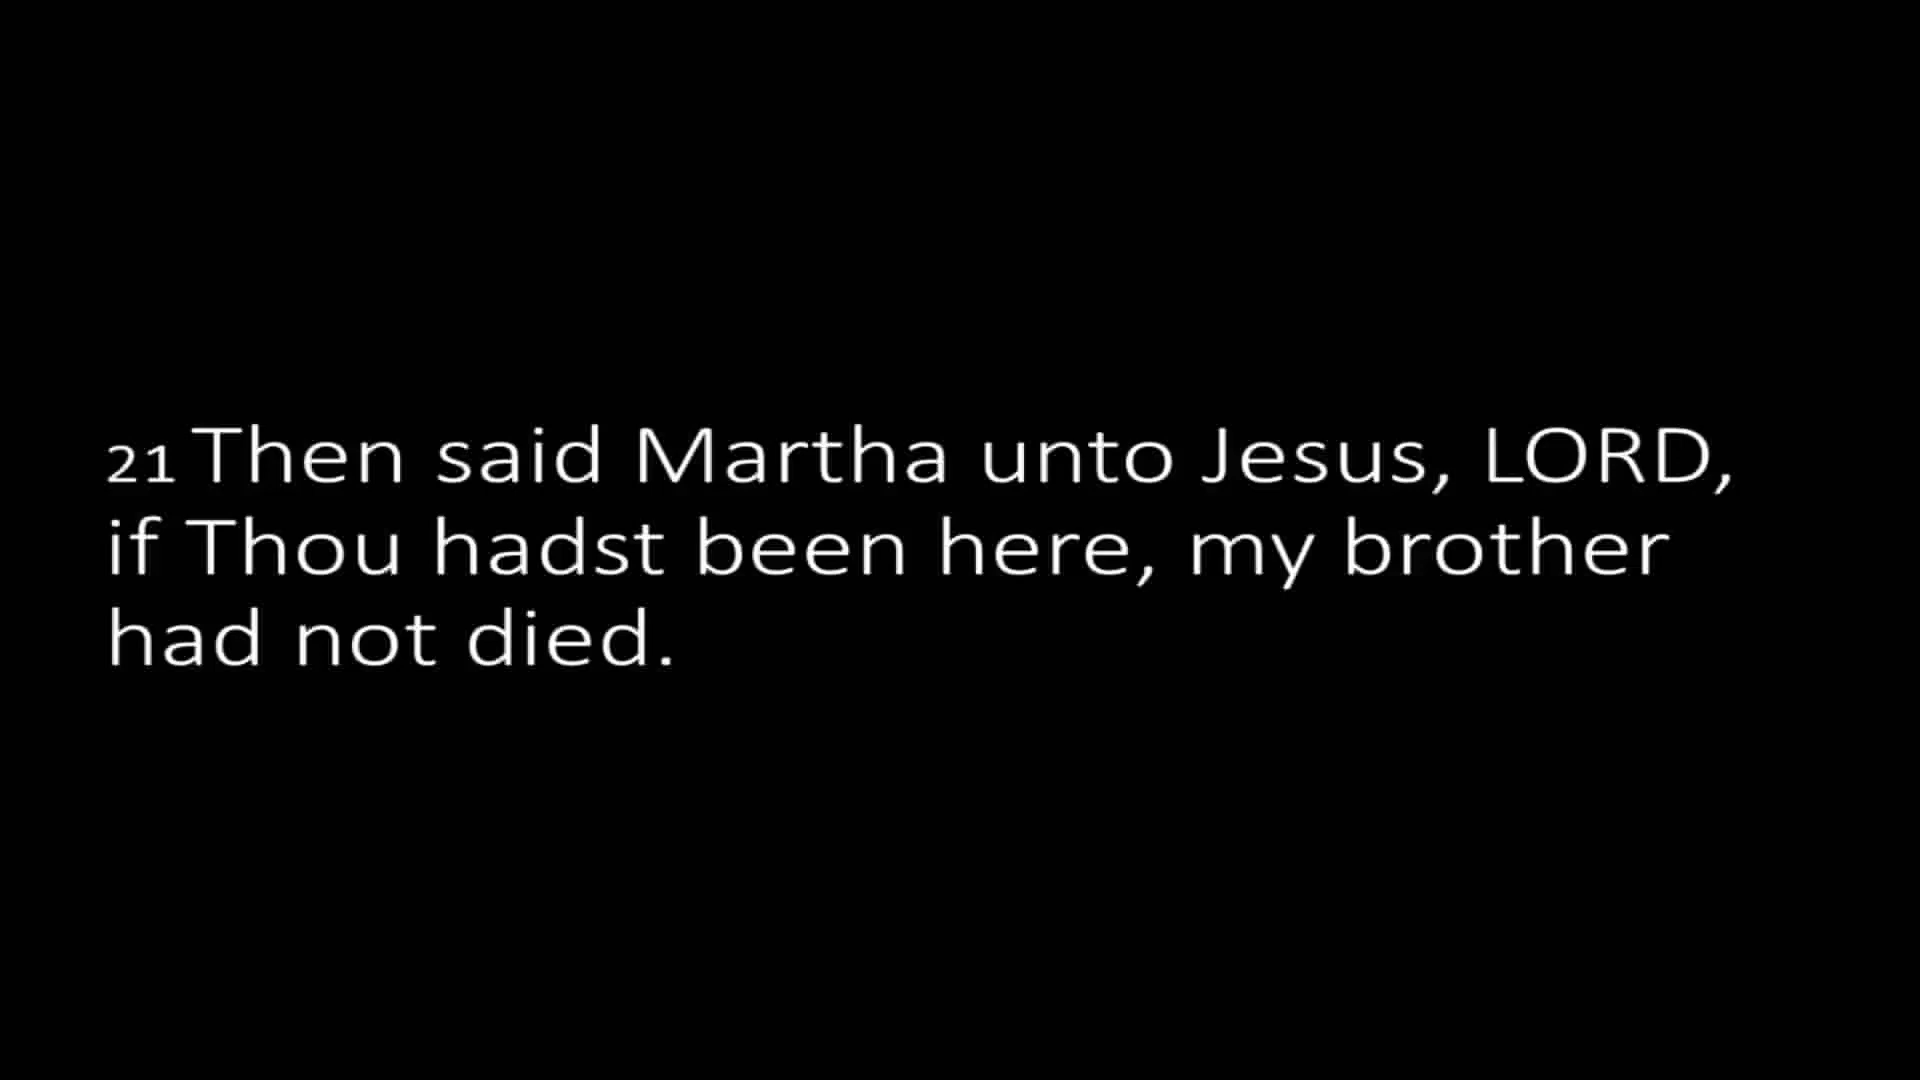 21 Then said Martha unto Jesus, LORD,
if Thou hadst been here, my brother
had not died.